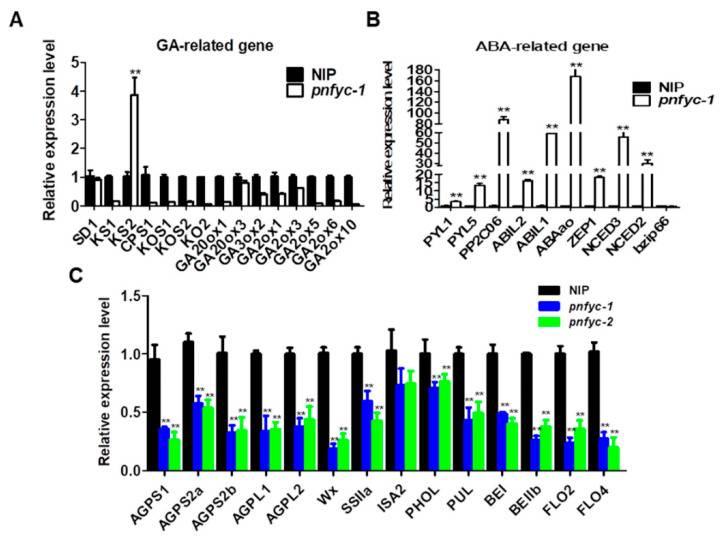 A
GA-related gene
Relative expression level
5
4
3
2
1
0
**
NIP
pnfyc-1
SD1
KS1
KS2
CPS1
KOS1
KOS2
KO2
GA20ox1
GA20ox3
GA3ox2
GA2ox1
GA2ox3
GA2ox5
GA2ox6
GA2ox10
B
ABA-related gene
Relative expression level
180
160
140
120
100
80
60
60
50
40
30
20
15
10
5
0
** ** ** ** ** ** ** ** **
NIP
pnfyc-1
PYL1
PYL5
PP2C06
ABIL2
ABIL1
ABAao
ZEP1
NCED3
NCED2
bzip66
C
Relative expression level
1.5
1.0
0.5
0.0
NIP
pnfyc-1
pnfyc-2
** ** ** ** ** ** ** ** ** ** ** ** ** ** ** ** ** ** ** ** ** ** ** ** ** **
AGPS1
AGPS2a
AGPS2b
AGPL1
AGPL2
Wx
SSIIa
ISA2
PHOL
PUL
BEI
BEIIb
FLO2
FLO4